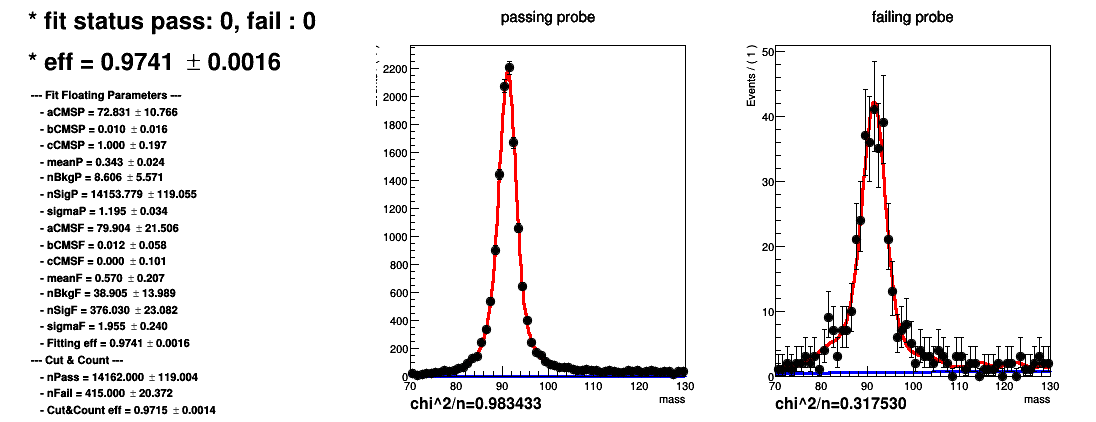 * fit status pass: 0, fail : 0
* eff = 0.9741 ± 0.0016
--- Fit Floating Parameters ---
- aCMSP = 72.831 ± 10.766
- bCMSP = 0.010 ± 0.016
- cCMSP = 1.000 ± 0.197
- meanP = 0.343 ± 0.024
- nBkgP = 8.606 ± 5.571
- nSigP = 14153.779 ± 119.055
- sigmaP = 1.195 ± 0.034
- aCMSF = 79.904 ± 21.506
- bCMSF = 0.012 ± 0.058
- cCMSF = 0.000 ± 0.101
- meanF = 0.570 ± 0.207
- nBkgF = 38.905 ± 13.989
- nSigF = 376.030 ± 23.082
- sigmaF = 1.955 ± 0.240
- Fitting eff = 0.9741 ± 0.0016
--- Cut & Count ---
- nPass = 14162.000 ± 119.004
- nFail = 415.000 ± 20.372
- Cut&Count eff = 0.9715 ± 0.0014
passing probe
2200
2000
1800
1600
1400
1200
1000
800
600
400
200
0
70 80 90 100 110 120 130
mass
chi^2/n=0.983433
failing probe
Events / ( 1 )
50
40
30
20
10
0
70 80 90 100 110 120 130
mass
chi^2/n=0.317530